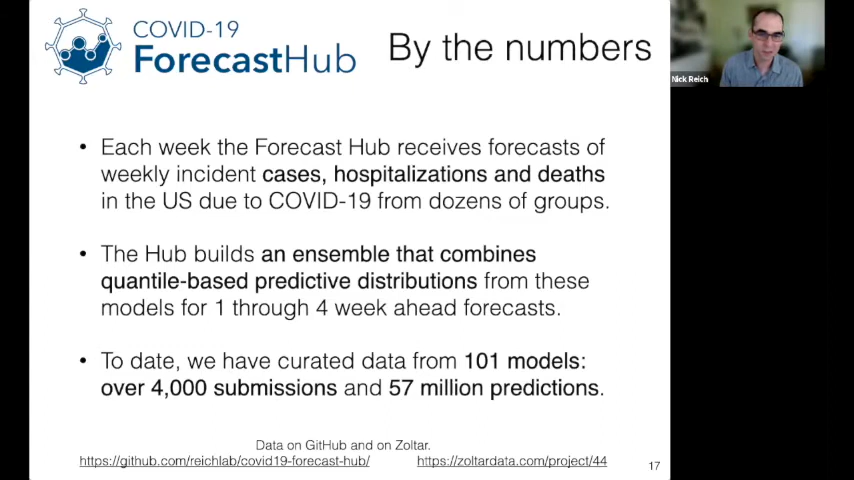 COVID-19
ForecastHub
By the numbers
Nick Reich
• Each week the Forecast Hub receives forecasts of
weekly incident cases, hospitalizations and deaths
in the US due to COVID-19 from dozens of groups.
• The Hub builds an ensemble that combines
quantile-based predictive distributions from these
models for 1 through 4 week ahead forecasts.
• To date, we have curated data from 101 models:
over 4,000 submissions and 57 million predictions.
Data on GitHub and on Zoltar.
https://github.com/reichlab/covid19-forecast-hub/ https://zoltardata.com/project/44
17